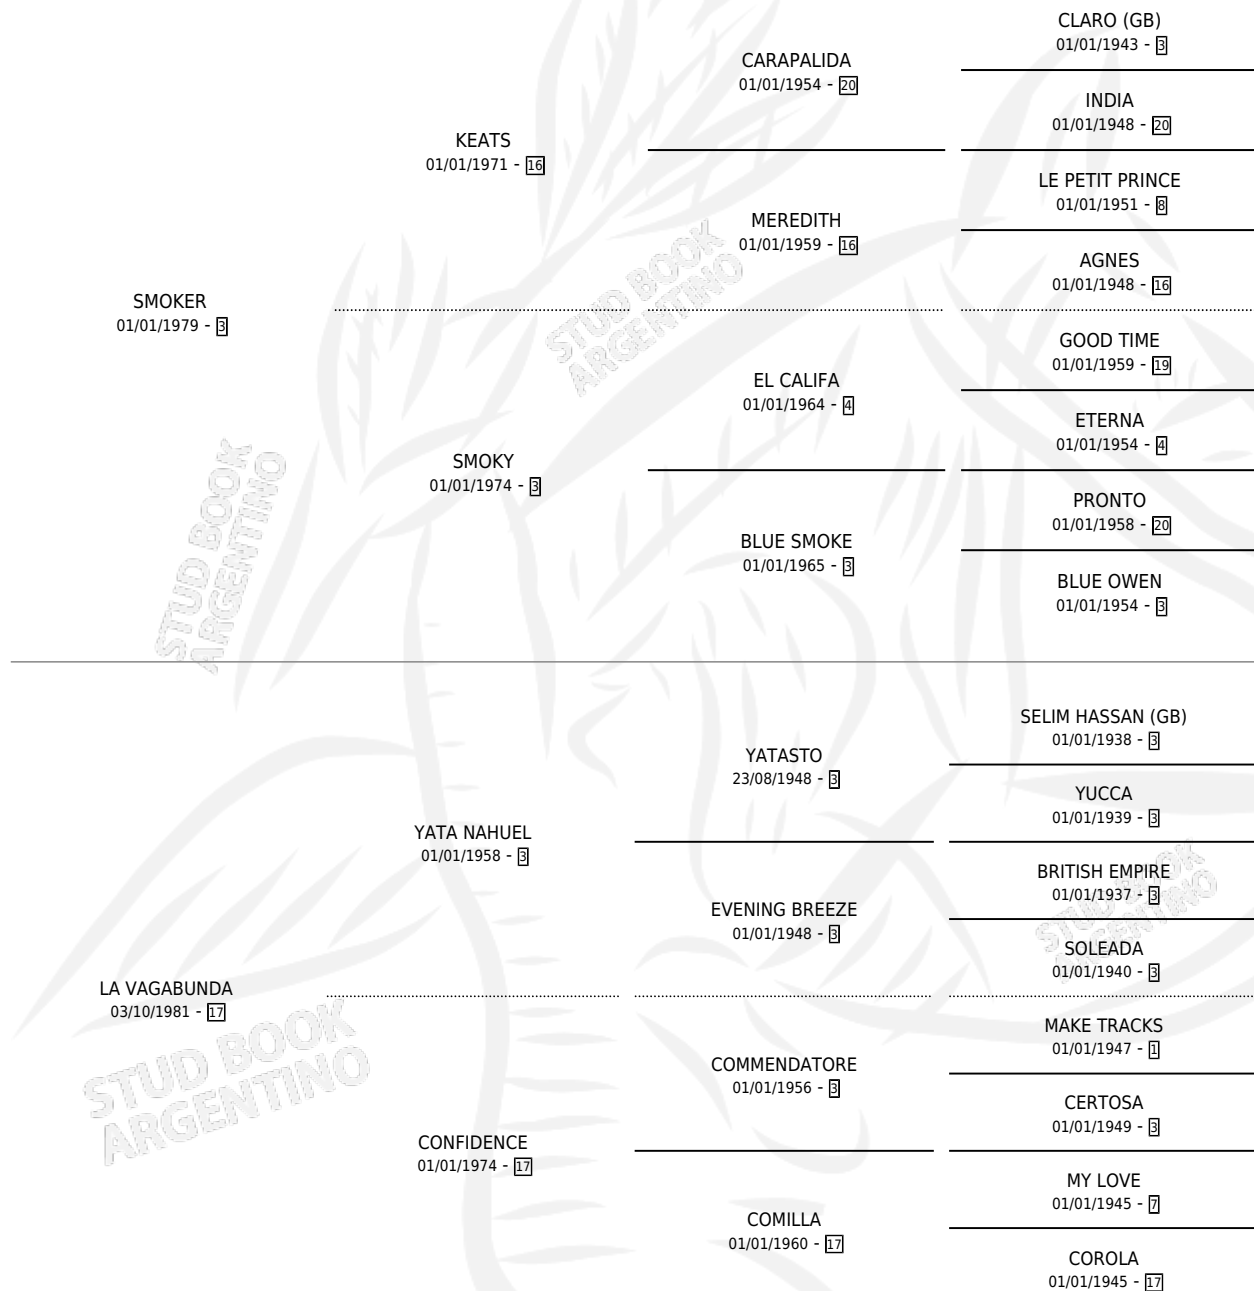 CLARO (GB)
01/01/1943 - 3
CARAPALIDA
01/01/1954 - 20
INDIA
01/01/1948 - 20
KEATS
01/01/1971 - 16
LE PETIT PRINCE
01/01/1951 - 8
MEREDITH
01/01/1959 - 16
AGNES
01/01/1948 - 16
SMOKER
01/01/1979 - 3
STUD BOOK
ARGENTINO
GOOD TIME
01/01/1959 - 19
EL CALIFA
01/01/1964 - 4
ETERNA
01/01/1954 - 4
SMOKY
01/01/1974 - 3
PRONTO
01/01/1958 - 20
BLUE SMOKE
01/01/1965 - 3
BLUE OWEN
01/01/1954 - 3
STUD BOOK
ARGENTINO
SELIM HASSAN (GB)
01/01/1938 - 3
YATASTO
23/08/1948 - 3
YUCCA
01/01/1939 - 3
YATA NAHUEL
01/01/1958 - 3
BRITISH EMPIRE
01/01/1937 - 3
EVENING BREEZE
01/01/1948 - 3
STUD BOOK
ARGENTINO
SOLEADA
01/01/1940 - 3
LA VAGABUNDA
03/10/1981 - 17
STUD BOOK
ARGENTINO
MAKE TRACKS
01/01/1947 - 1
COMMENDATORE
01/01/1956 - 3
CERTOSA
01/01/1949 - 3
CONFIDENCE
01/01/1974 - 17
MY LOVE
01/01/1945 - 7
COMILLA
01/01/1960 - 17
COROLA
01/01/1945 - 17